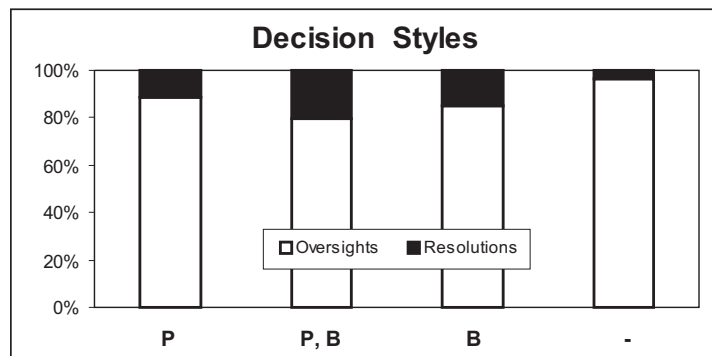 Decision Styles
100%
80%
60%
40%
20%
0%
Oversights Resolutions
P P, B B -